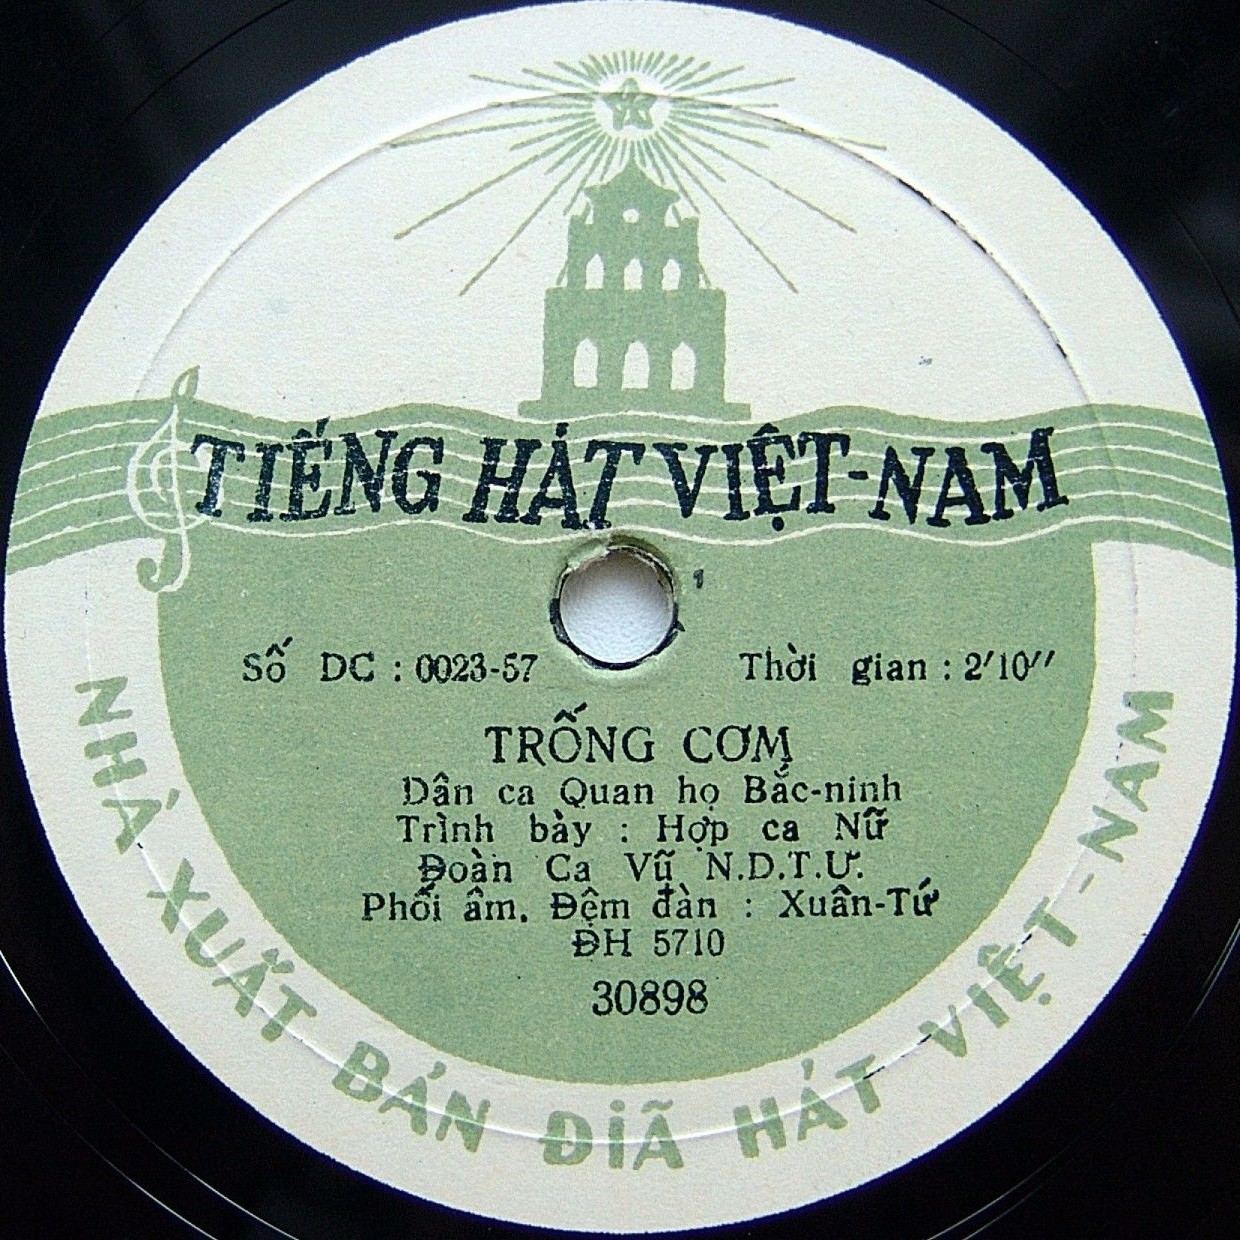 TIẾNG HÁT VIỆT-NAM
Số DC : 0023-57 Thời gian : 2'10''
TRỐNG CƠM
Dân ca Quan họ Bắc-ninh
Trình bày : Hợp ca Nữ
Đoàn Ca Vũ N.D.T.Ư.
Phối âm. Đệm đàn : Xuân-Tứ
ĐH 5710
30898
NHÀ XUẤT BẢN ĐIÃ HÁT VIỆT-NAM